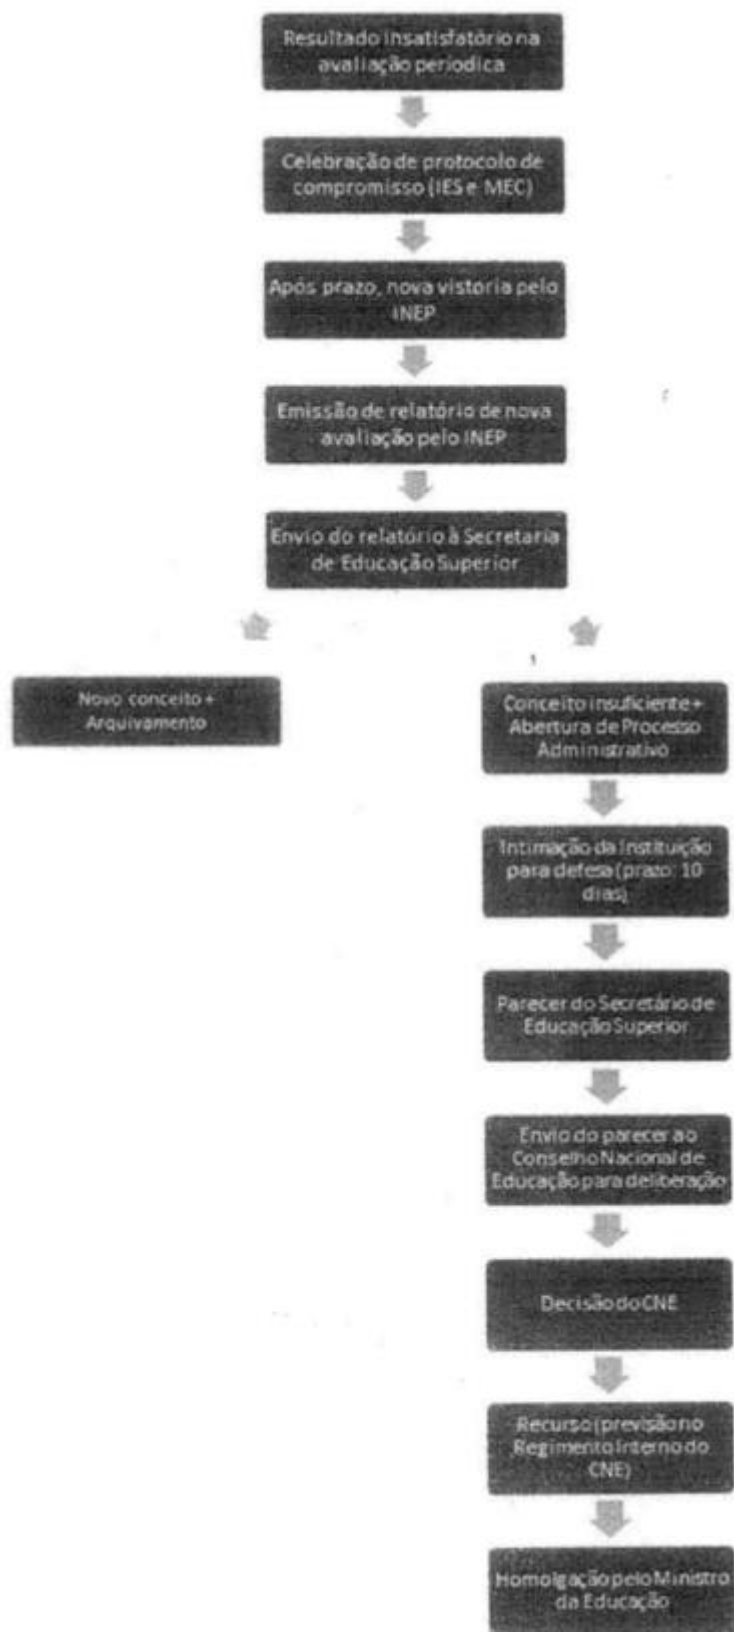 Resultado insatisfatório na
avaliação periodica
Celebração de protocolo de
compromisso (IES e MEC)
Após prazo, nova vistoria pelo
INEP
Emissão de relatório de nova
avaliação pelo INEP
Envio do relatório à Secretaria
de Educação Superior
Novo conceito +
Arquivamento
Conceito insuficiente +
Abertura de Processo
Administrativo
Intimação da Instituição
para defesa (prazo: 10
dias)
Parecer do Secretário de
Educação Superior
Envio do parecer ao
Conselho Nacional de
Educação para deliberação
Decisão do CNE
Recurso (previsão no
Regimento Interno do
CNE)
Homolgação pelo Ministro
da Educação